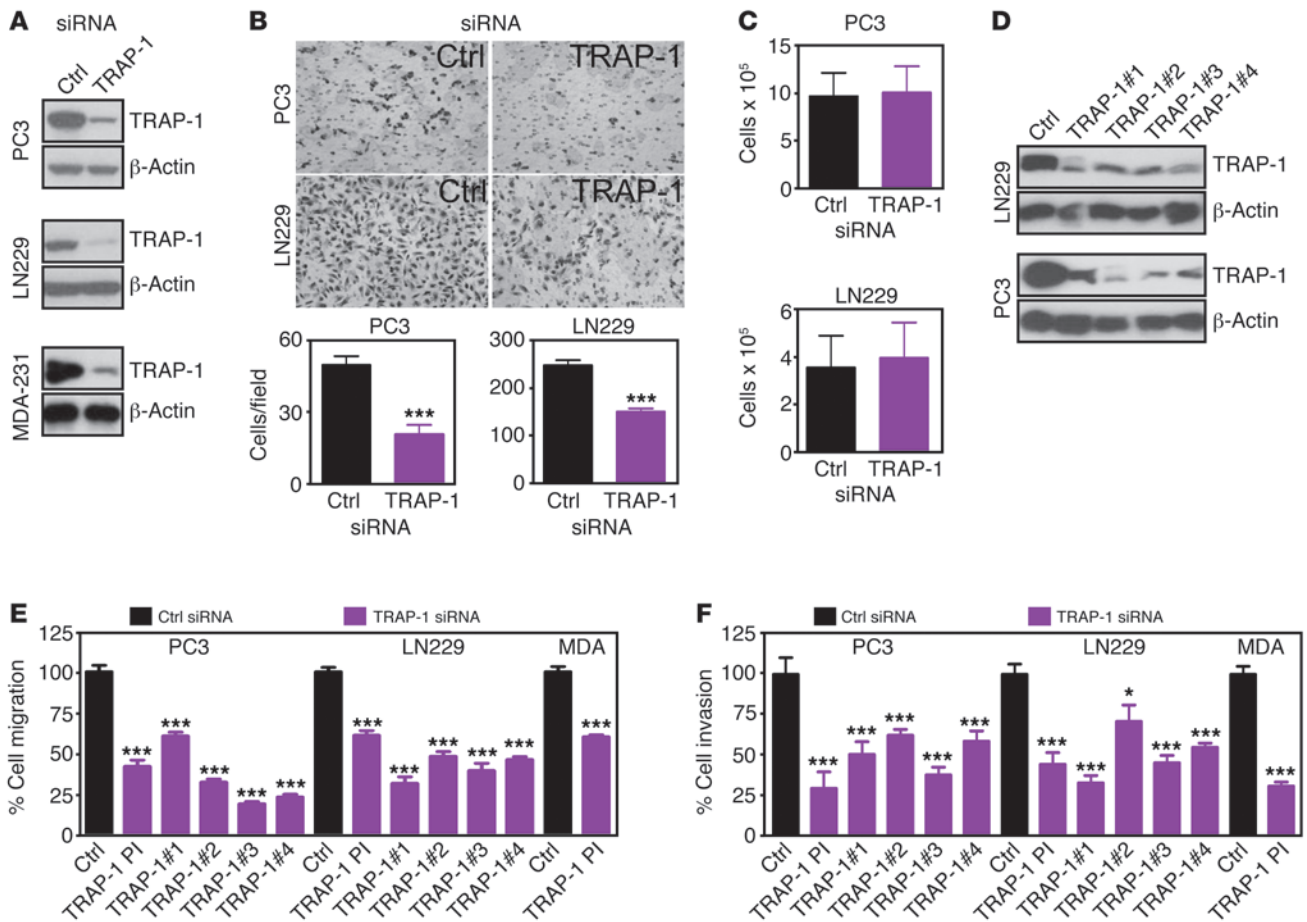 A
siRNA
Ctrl
TRAP-1
PC3
TRAP-1
β-Actin
LN229
TRAP-1
β-Actin
MDA-231
TRAP-1
β-Actin
B
siRNA
PC3
Ctrl
TRAP-1
LN229
Ctrl
TRAP-1
PC3
Cells/field
60
30
0
***
Ctrl TRAP-1
siRNA
LN229
300
200
100
0
***
Ctrl TRAP-1
siRNA
C
PC3
Cells x 10⁵
15
10
5
0
Ctrl TRAP-1
siRNA
LN229
Cells x 10⁵
6
4
2
0
Ctrl TRAP-1
siRNA
D
Ctrl
TRAP-1#1
TRAP-1#2
TRAP-1#3
TRAP-1#4
LN229
TRAP-1
β-Actin
PC3
TRAP-1
β-Actin
E
Ctrl siRNA
TRAP-1 siRNA
% Cell migration
125
100
75
50
25
0
PC3
LN229
MDA
*** *** *** *** ***
*** *** *** *** ***
***
Ctrl
TRAP-1 PI
TRAP-1#1
TRAP-1#2
TRAP-1#3
TRAP-1#4
Ctrl
TRAP-1 PI
TRAP-1#1
TRAP-1#2
TRAP-1#3
TRAP-1#4
Ctrl
TRAP-1 PI
F
Ctrl siRNA
TRAP-1 siRNA
% Cell invasion
125
100
75
50
25
0
PC3
LN229
MDA
*** *** *** *** ***
*** *** * *** ***
***
Ctrl
TRAP-1 PI
TRAP-1#1
TRAP-1#2
TRAP-1#3
TRAP-1#4
Ctrl
TRAP-1 PI
TRAP-1#1
TRAP-1#2
TRAP-1#3
TRAP-1#4
Ctrl
TRAP-1 PI